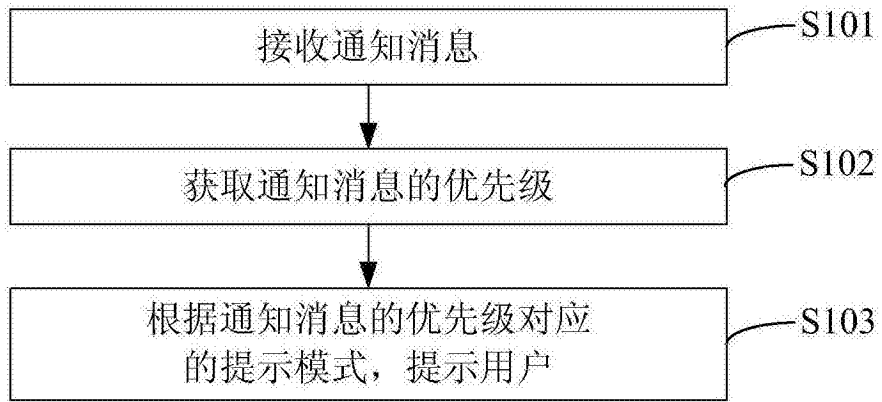 接收通知消息
S101
获取通知消息的优先级
S102
根据通知消息的优先级对应
的提示模式，提示用户
S103